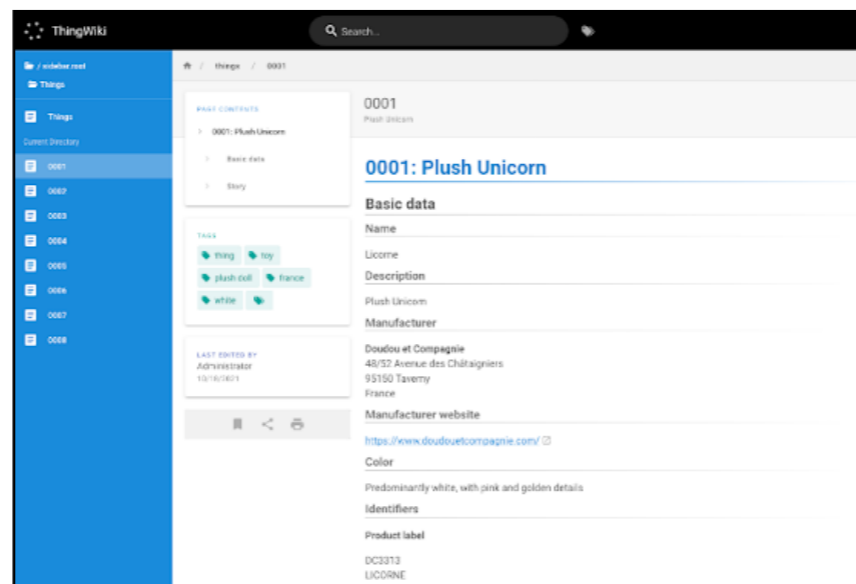 ThingWiki
Search...
/ sidebar.root
Things
Things
Current Directory
0001
0002
0003
0004
0005
0006
0007
0008
/ things / 0001
PAGE CONTENTS
0001: Plush Unicorn
Basic data
Story
TAGS
thing
toy
plush doll
france
white
LAST EDITED BY
Administrator
10/18/2021
0001
Plush Unicorn
0001: Plush Unicorn
Basic data
Name
Licorne
Description
Plush Unicorn
Manufacturer
Doudou et Compagnie
48/52 Avenue des Châtaigniers
95150 Taverny
France
Manufacturer website
https://www.doudouetcompagnie.com/
Color
Predominantly white, with pink and golden details
Identifiers
Product label
DC3313
LICORNE